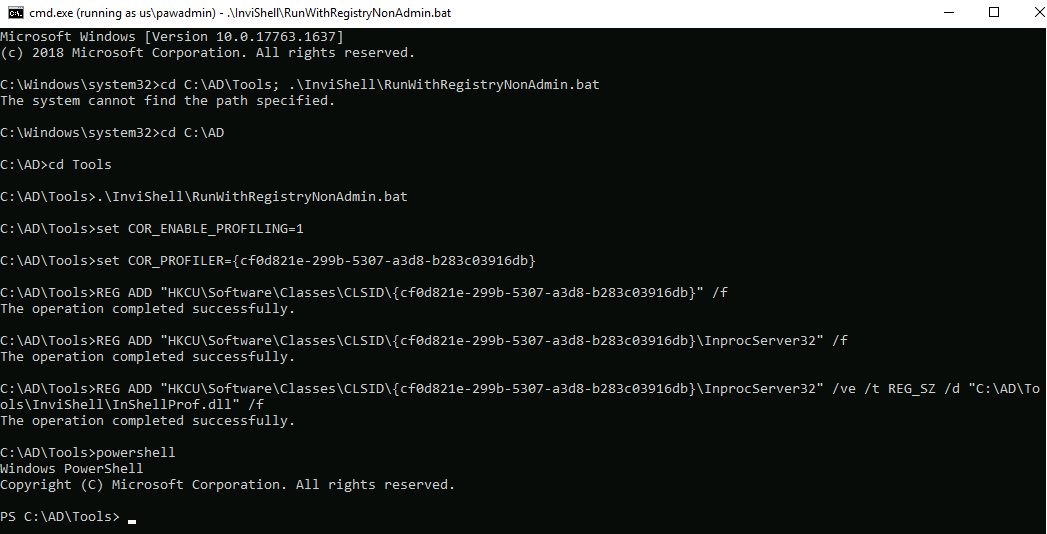 cmd.exe (running as us\pawadmin) - .\InviShell\RunWithRegistryNonAdmin.bat
Microsoft Windows [Version 10.0.17763.1637]
(c) 2018 Microsoft Corporation. All rights reserved.
C:\Windows\system32>cd C:\AD\Tools; .\InviShell\RunWithRegistryNonAdmin.bat
The system cannot find the path specified.
C:\Windows\system32>cd C:\AD
C:\AD>cd Tools
C:\AD\Tools>.\InviShell\RunWithRegistryNonAdmin.bat
C:\AD\Tools>set COR_ENABLE_PROFILING=1
C:\AD\Tools>set COR_PROFILER={cf0d821e-299b-5307-a3d8-b283c03916db}
C:\AD\Tools>REG ADD "HKCU\Software\Classes\CLSID\{cf0d821e-299b-5307-a3d8-b283c03916db}" /f
The operation completed successfully.
C:\AD\Tools>REG ADD "HKCU\Software\Classes\CLSID\{cf0d821e-299b-5307-a3d8-b283c03916db}\InprocServer32" /f
The operation completed successfully.
C:\AD\Tools>REG ADD "HKCU\Software\Classes\CLSID\{cf0d821e-299b-5307-a3d8-b283c03916db}\InprocServer32" /ve /t REG_SZ /d "C:\AD\To
ols\InviShell\InShellProf.dll" /f
The operation completed successfully.
C:\AD\Tools>powershell
Windows PowerShell
Copyright (C) Microsoft Corporation. All rights reserved.
PS C:\AD\Tools>